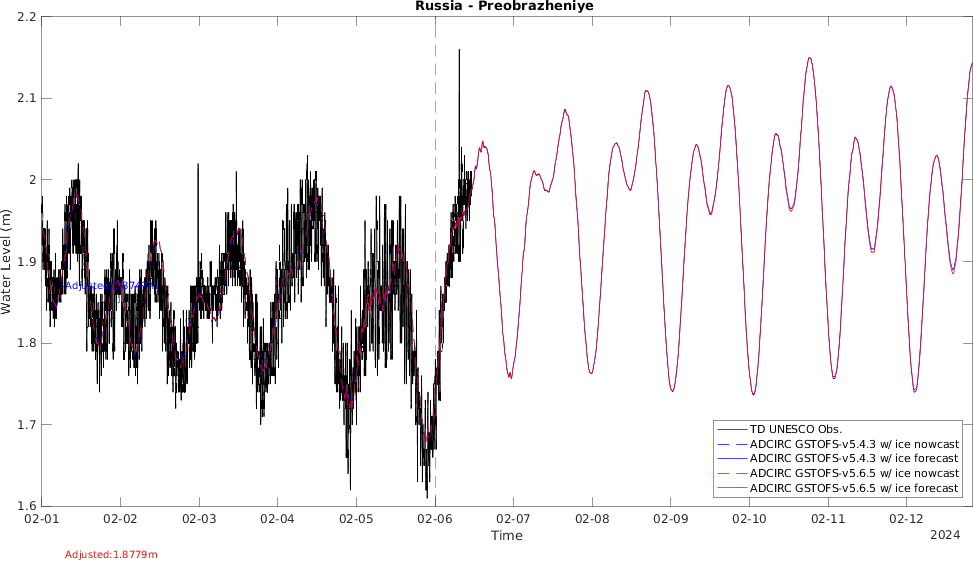 Russia - Preobrazheniye
2.2
2.1
2
1.9
1.8
1.7
1.6
Water Level (m)
02-01 02-02 02-03 02-04 02-05 02-06 02-07 02-08 02-09 02-10 02-11 02-12
Time
2024
TD UNESCO Obs.
ADCIRC GSTOFS-v5.4.3 w/ ice nowcast
ADCIRC GSTOFS-v5.4.3 w/ ice forecast
ADCIRC GSTOFS-v5.6.5 w/ ice nowcast
ADCIRC GSTOFS-v5.6.5 w/ ice forecast
Adjusted:1.8779m